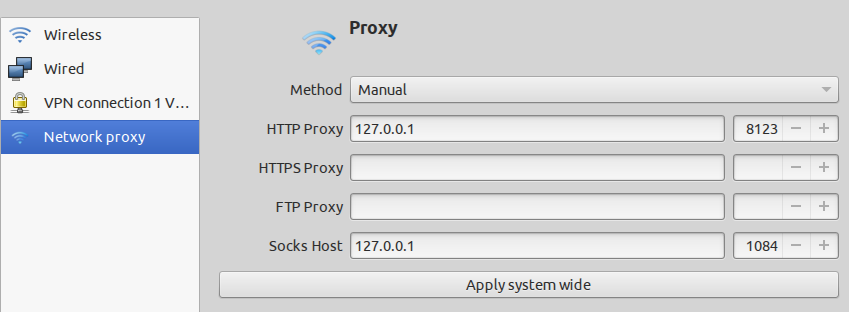 Wireless
Wired
VPN connection 1 V...
Network proxy
Proxy
Method Manual
HTTP Proxy 127.0.0.1 8123 − +
HTTPS Proxy − +
FTP Proxy − +
Socks Host 127.0.0.1 1084 − +
Apply system wide